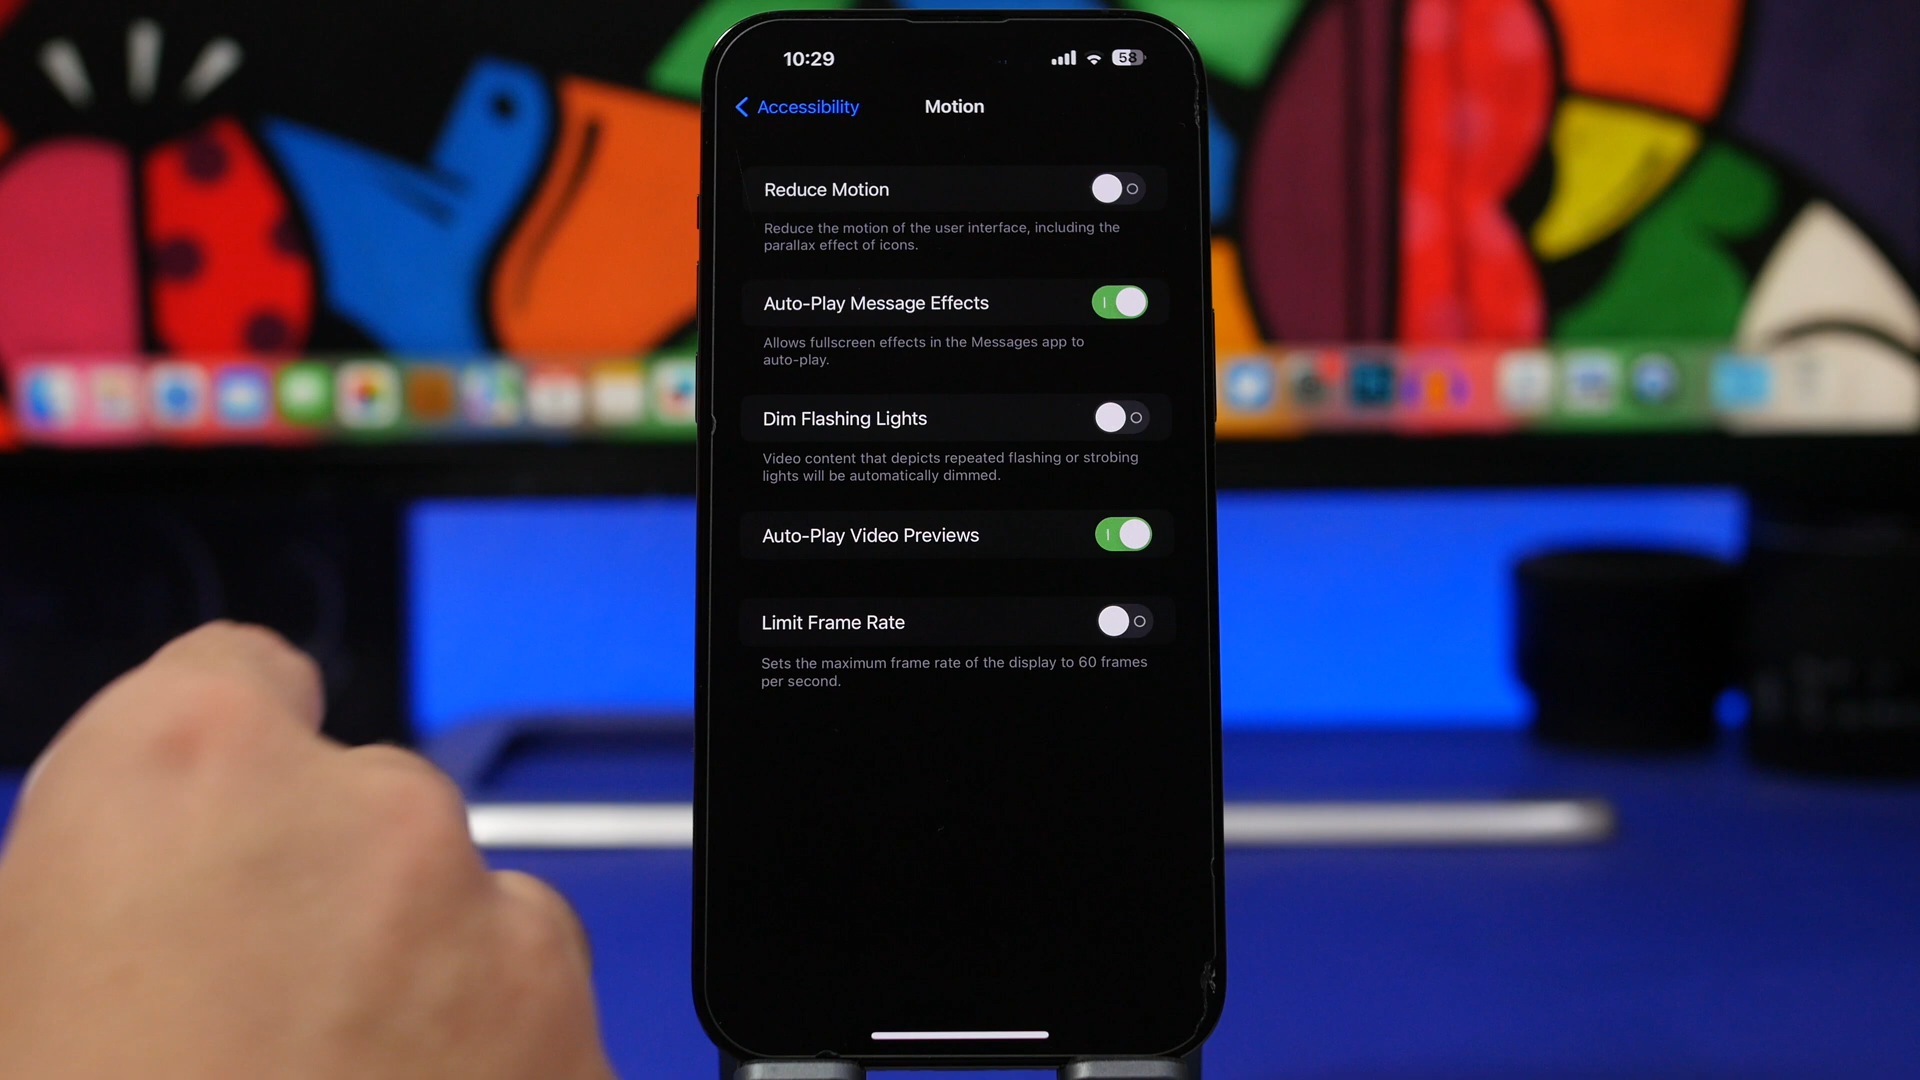 10:29
58
Accessibility
Motion
Reduce Motion
Reduce the motion of the user interface, including the
parallax effect of icons.
Auto-Play Message Effects
Allows fullscreen effects in the Messages app to
auto-play.
Dim Flashing Lights
Video content that depicts repeated flashing or strobing
lights will be automatically dimmed.
Auto-Play Video Previews
Limit Frame Rate
Sets the maximum frame rate of the display to 60 frames
per second.